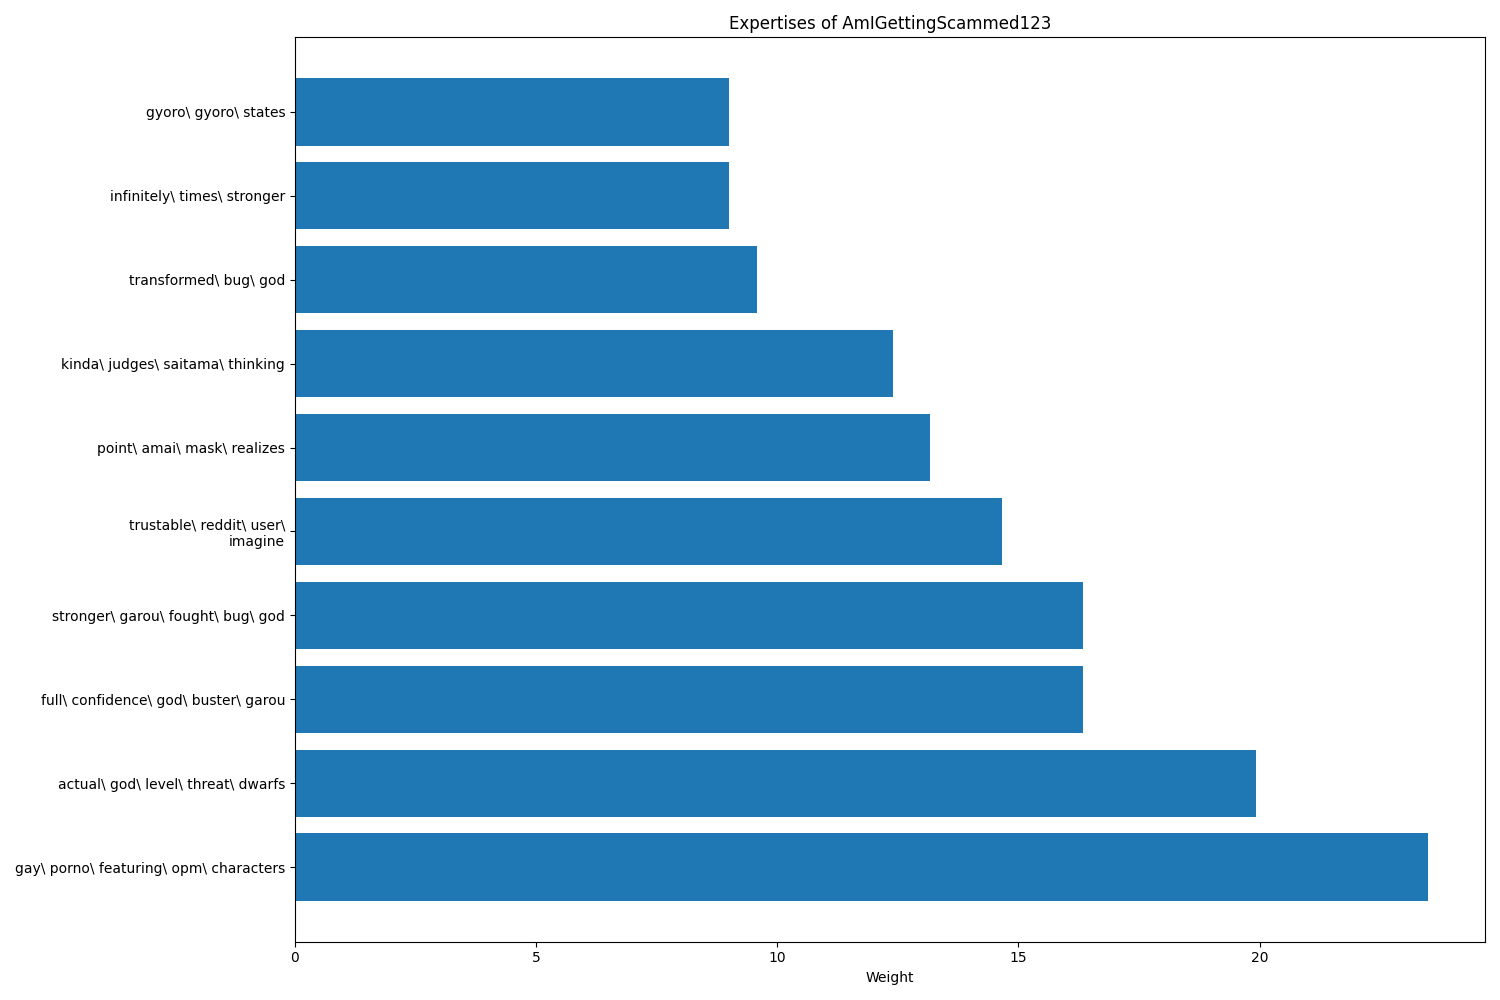 Expertises of AmIGettingScammed123
gyoro\ gyoro\ states
infinitely\ times\ stronger
transformed\ bug\ god
kinda\ judges\ saitama\ thinking
point\ amai\ mask\ realizes
trustable\ reddit\ user\
imagine
stronger\ garou\ fought\ bug\ god
full\ confidence\ god\ buster\ garou
actual\ god\ level\ threat\ dwarfs
gay\ porno\ featuring\ opm\ characters
0 5 10 15 20
Weight